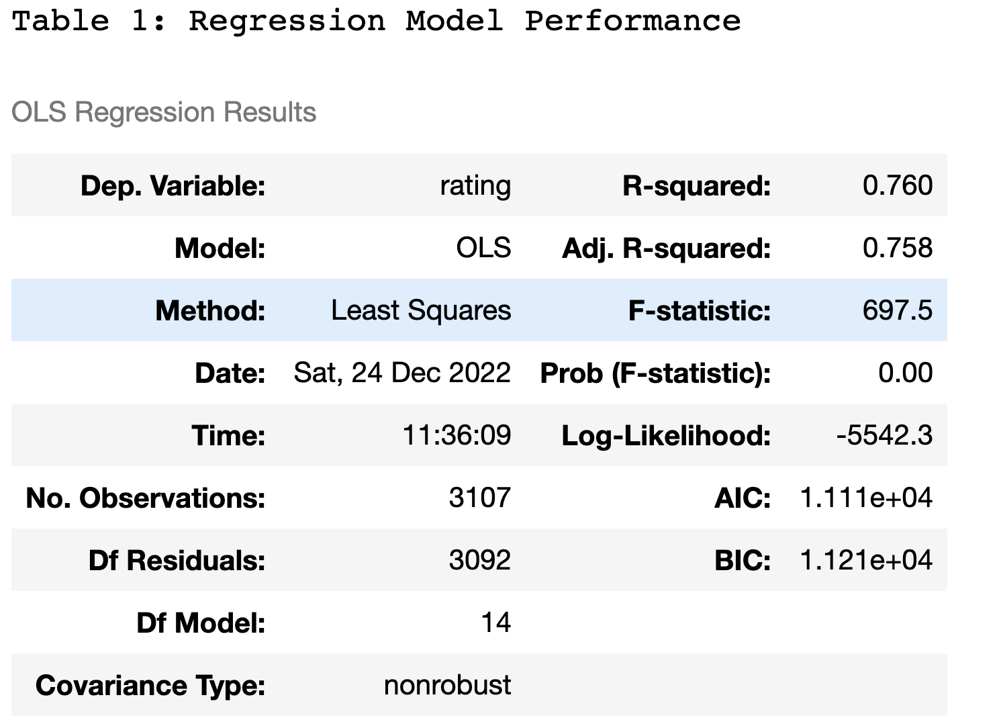 Table 1: Regression Model Performance
OLS Regression Results
Dep. Variable: rating R-squared: 0.760
Model: OLS Adj. R-squared: 0.758
Method: Least Squares F-statistic: 697.5
Date: Sat, 24 Dec 2022 Prob (F-statistic): 0.00
Time: 11:36:09 Log-Likelihood: -5542.3
No. Observations: 3107 AIC: 1.111e+04
Df Residuals: 3092 BIC: 1.121e+04
Df Model: 14
Covariance Type: nonrobust